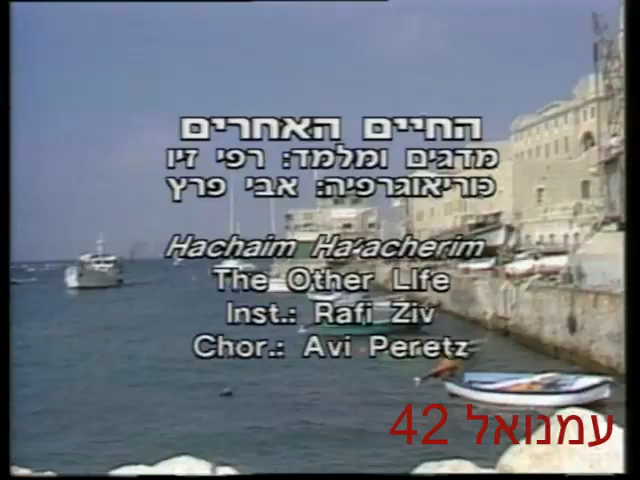 החיים האחרים
מדגים ומלמד: רפי זיו
כוריאוגרפיה: אבי פרץ
Hachaim Ha'acherim
The Other LIfe
Inst.: Rafi Ziv
Chor.: Avi Peretz
עמנואל 42